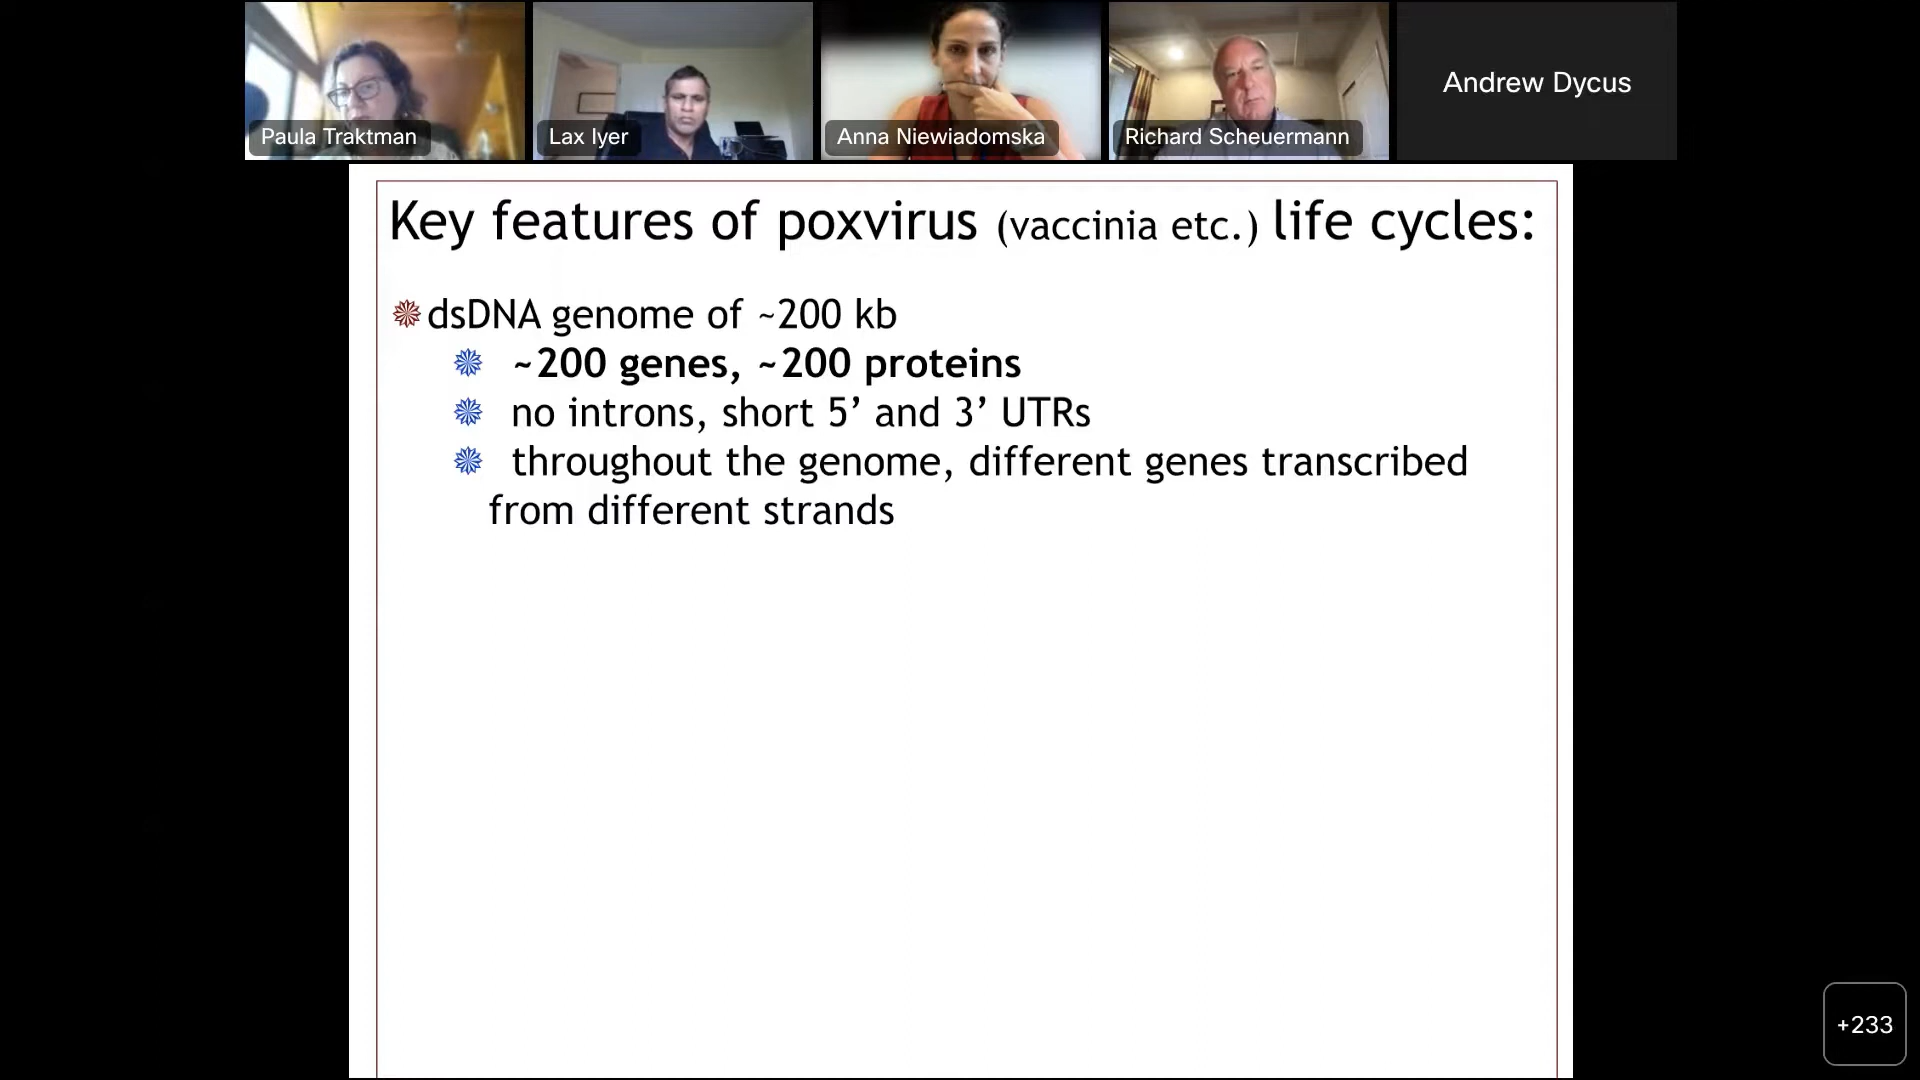 Paula Traktman
Lax Iyer
Anna Niewiadomska
Richard Scheuermann
Andrew Dycus
Key features of poxvirus (vaccinia etc.) life cycles:
dsDNA genome of ~200 kb
~200 genes, ~200 proteins
no introns, short 5’ and 3’ UTRs
throughout the genome, different genes transcribed
from different strands
+233